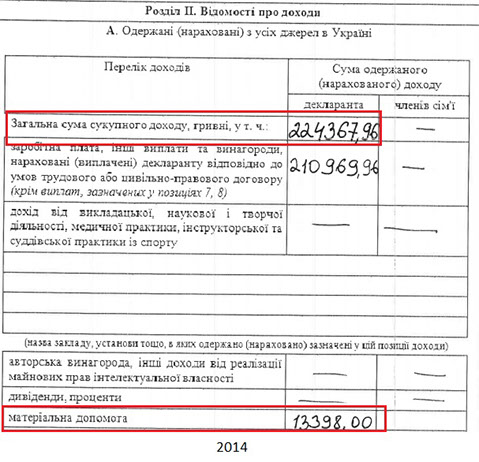 Розділ II. Відомості про доходи
А. Одержані (нараховані) з усіх джерел в Україні
Перелік доходів
Сума одержаного
(нарахованого) доходу
декларанта членів сім'ї
Загальна сума сукупного доходу, гривні, у т. ч.: 224367,96 —
заробітна плата, інші виплати та винагороди,
нараховані (виплачені) декларанту відповідно до
умов трудового або цивільно-правового договору
(крім виплат, зазначених у позиціях 7, 8)
210969,96 —
дохід від викладацької, наукової і творчої
діяльності, медичної практики, інструкторської та
суддівської практики із спорту
— —
(назва закладу, установи тощо, в яких одержано (нараховано) зазначені у цій позиції доходи)
авторська винагорода, інші доходи від реалізації
майнових прав інтелектуальної власності
— —
дивіденди, проценти — —
матеріальна допомога 13398,00
2014